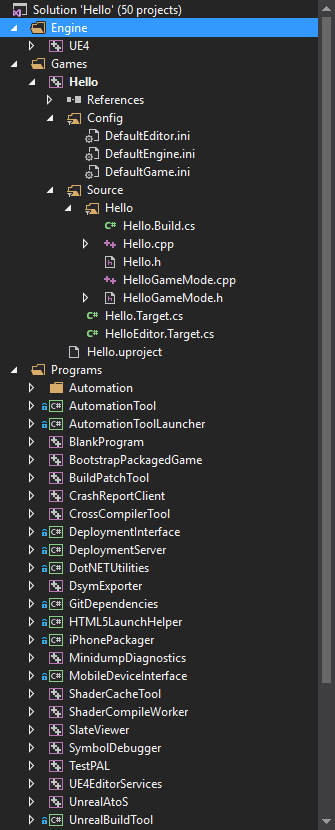 Solution 'Hello' (50 projects)
Engine
UE4
Games
Hello
References
Config
DefaultEditor.ini
DefaultEngine.ini
DefaultGame.ini
Source
Hello
Hello.Build.cs
Hello.cpp
Hello.h
HelloGameMode.cpp
HelloGameMode.h
Hello.Target.cs
HelloEditor.Target.cs
Hello.uproject
Programs
Automation
AutomationTool
AutomationToolLauncher
BlankProgram
BootstrapPackagedGame
BuildPatchTool
CrashReportClient
CrossCompilerTool
DeploymentInterface
DeploymentServer
DotNETUtilities
DsymExporter
GitDependencies
HTML5LaunchHelper
iPhonePackager
MinidumpDiagnostics
MobileDeviceInterface
ShaderCacheTool
ShaderCompileWorker
SlateViewer
SymbolDebugger
TestPAL
UE4EditorServices
UnrealAtoS
UnrealBuildTool